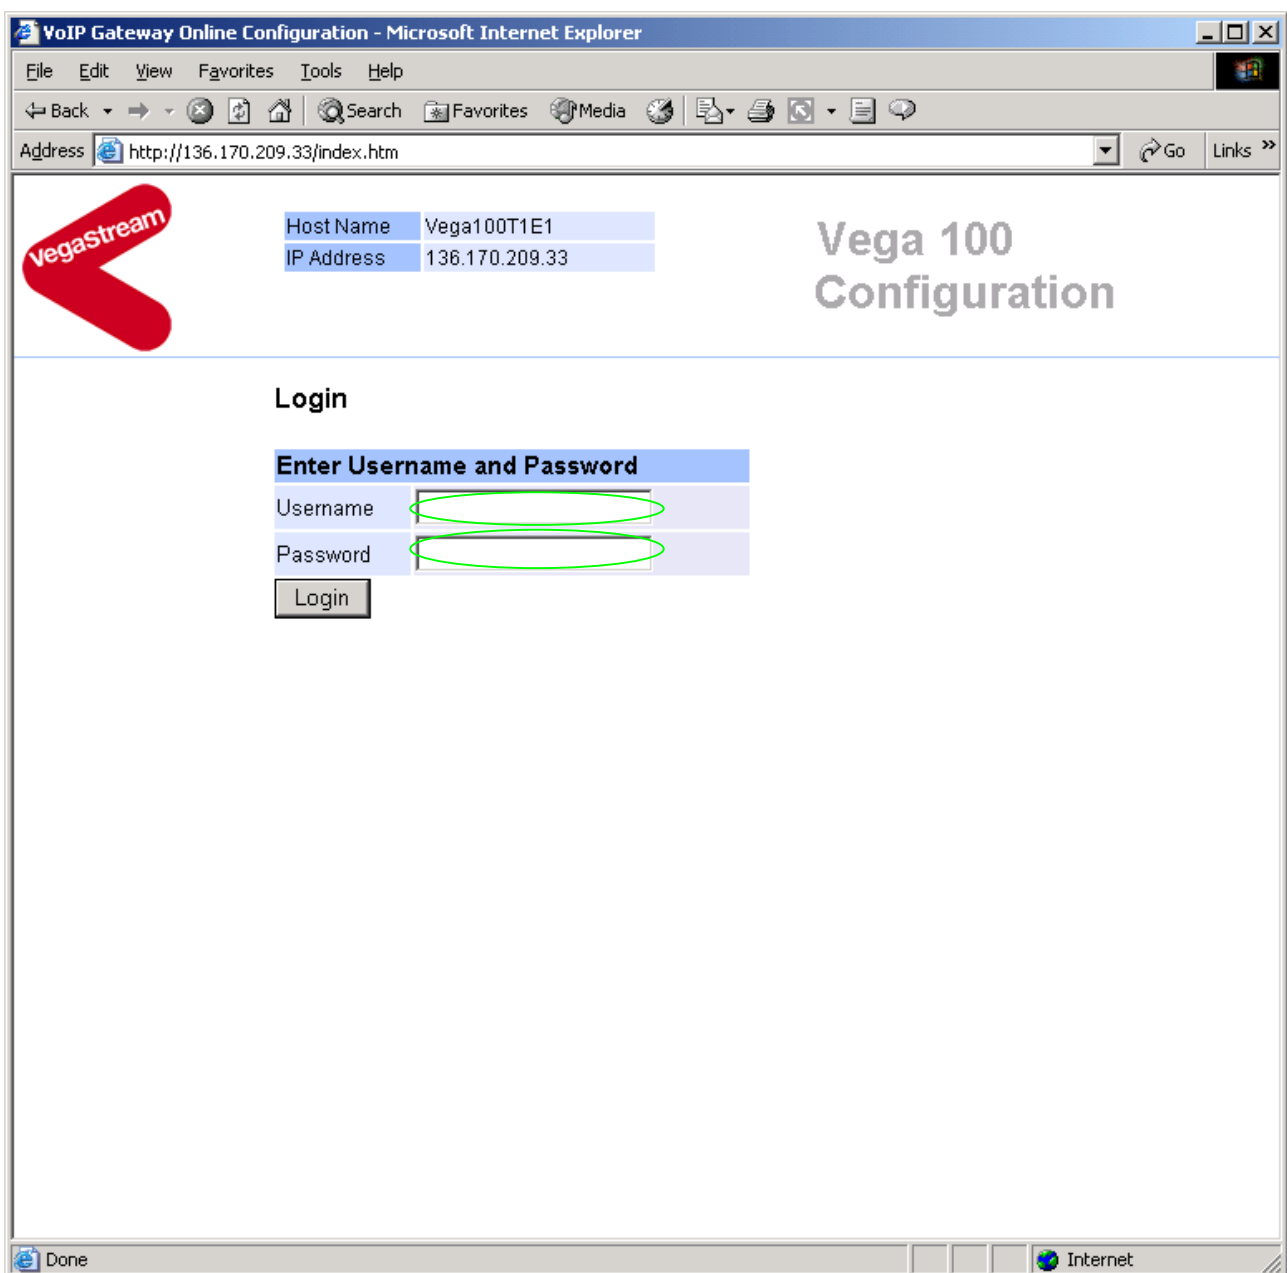 VoIP Gateway Online Configuration - Microsoft Internet Explorer
File Edit View Favorites Tools Help
Back Search Favorites Media
Address http://136.170.209.33/index.htm Go Links »
vegastream
Host Name Vega100T1E1
IP Address 136.170.209.33
Vega 100
Configuration
Login
Enter Username and Password
Username
Password
Login
Done Internet